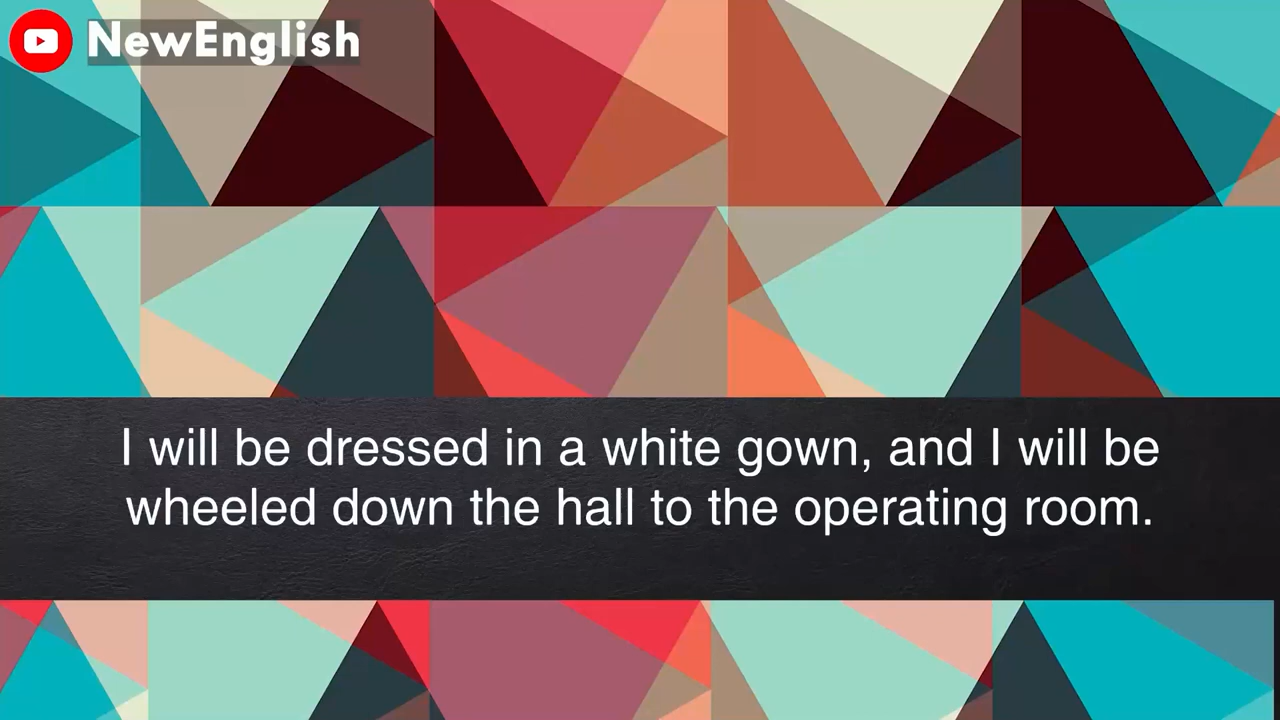 NewEnglish
I will be dressed in a white gown, and I will be
wheeled down the hall to the operating room.